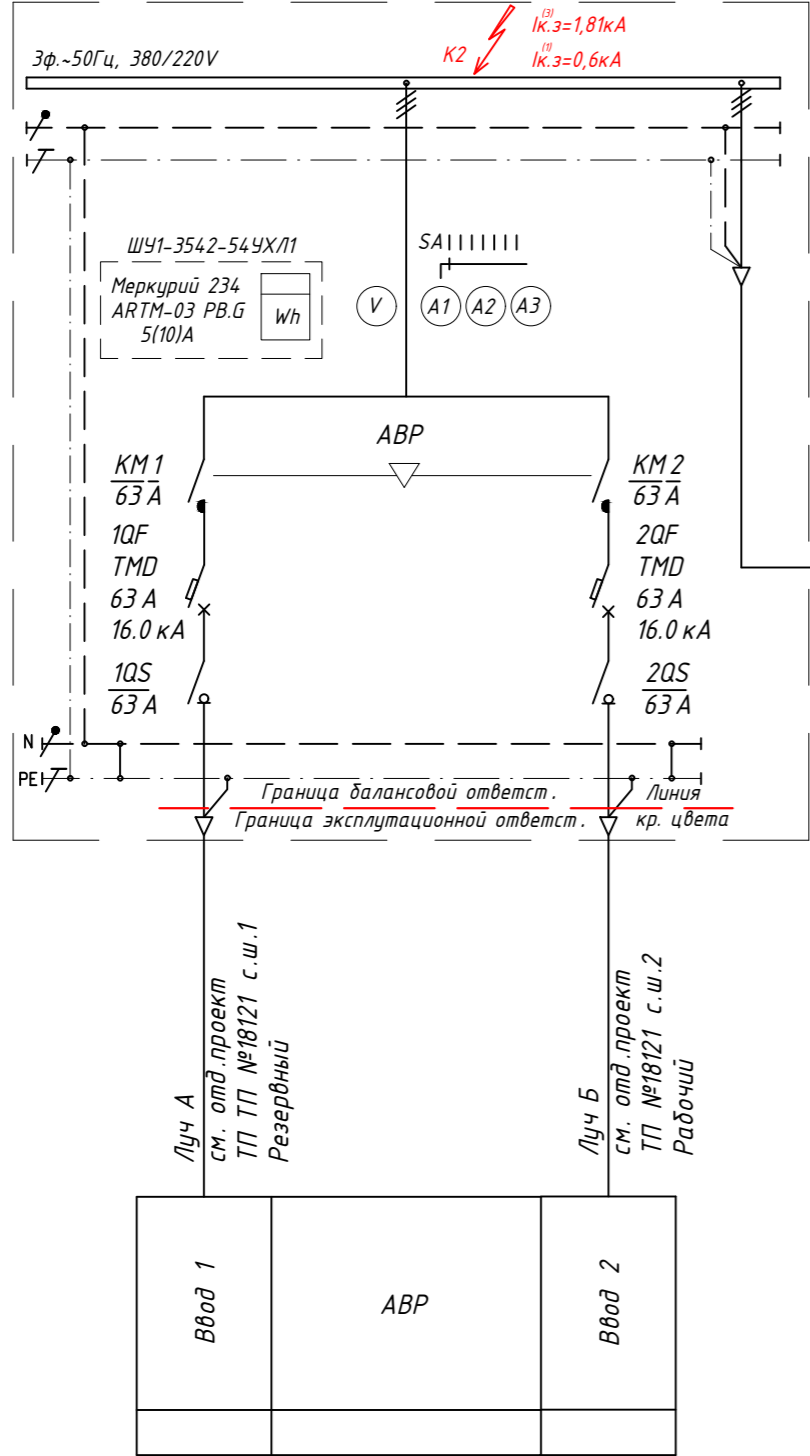 Iк.з=1,81кА
(3)
К2
Iк.з=0,6кА
(1)
3ф.~50Гц, 380/220V
ШУ1-3542-54УХЛ1
Меркурий 234
ARTM-03 PB.G
5(10)А
Wh
V
SA
A1
A2
A3
АВР
КМ1
63 А
КМ2
63 А
1QF
TMD
63 А
16.0 кА
2QF
TMD
63 А
16.0 кА
1QS
63 А
2QS
63 А
N
PE
Граница балансовой ответст.
Линия
Граница эксплутационной ответст.
кр. цвета
Луч А
см. отд.проект
ТП ТП №18121 с.ш.1
Резервный
Луч Б
см. отд.проект
ТП №18121 с.ш.2
Рабочий
Ввод 1
АВР
Ввод 2